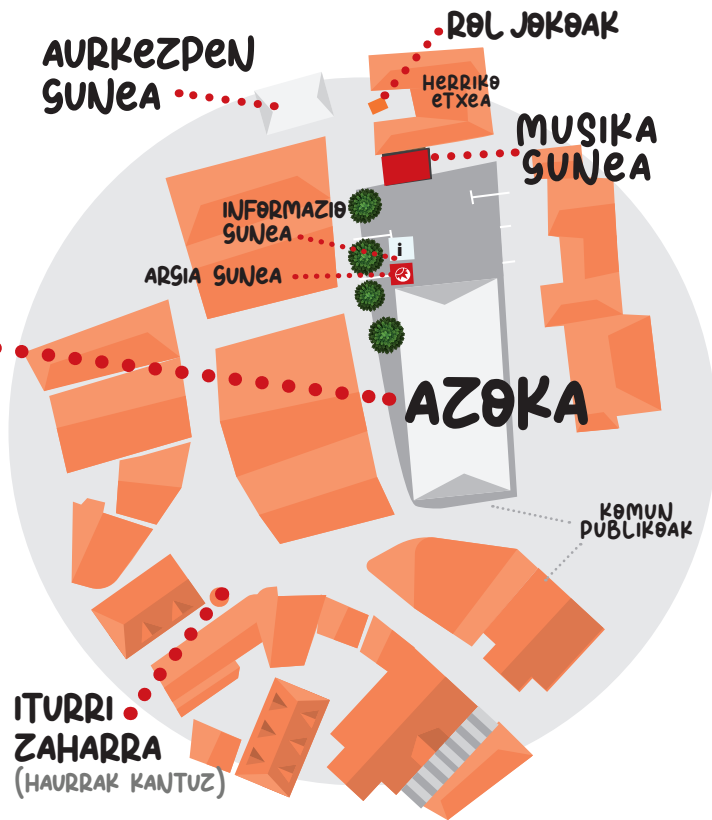 ROL JOKOAK
AURKEZPEN
GUNEA
HERRIKO
ETXEA
MUSIKA
GUNEA
INFORMAZIO
GUNEA
i
ARGIA GUNEA
AZOKA
KOMUN
PUBLIKOAK
ITURRI
ZAHARRA
(HAURRAK KANTUZ)